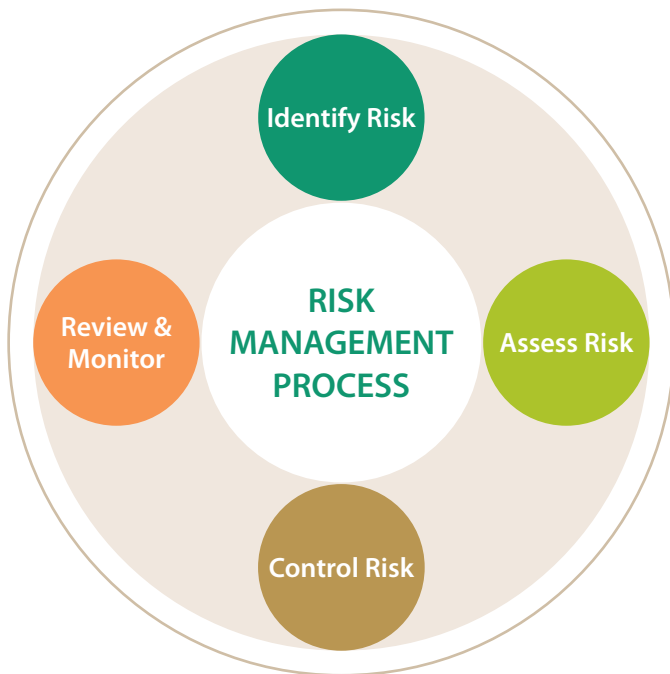 Identify Risk
RISK
MANAGEMENT
PROCESS
Assess Risk
Control Risk
Review &
Monitor